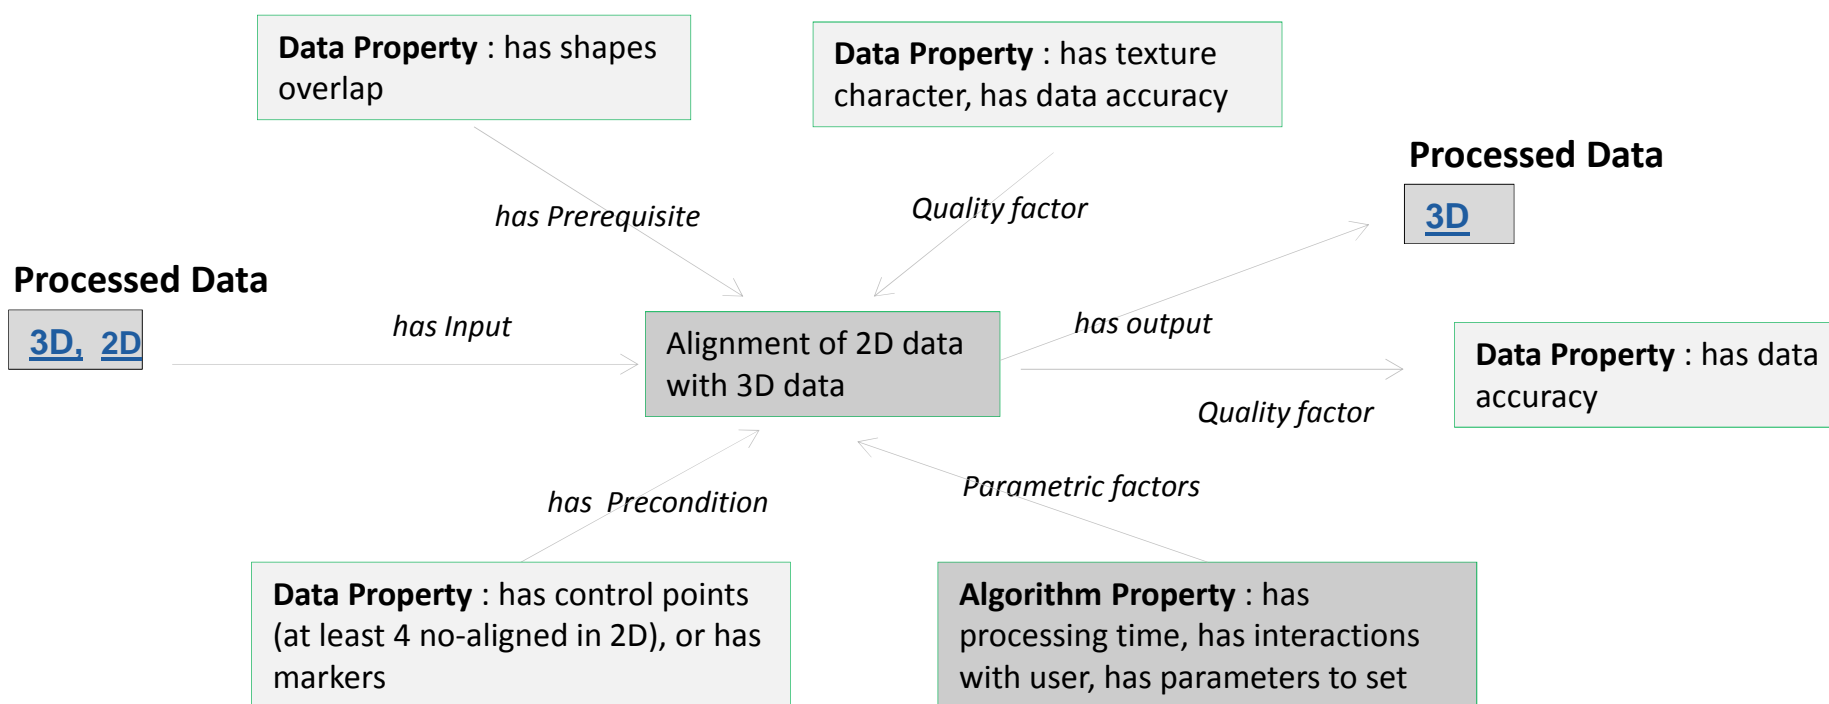 Data Property : has shapes
overlap
Data Property : has texture
character, has data accuracy
Processed Data
3D
has Prerequisite
Quality factor
Processed Data
3D, 2D
has Input
Alignment of 2D data
with 3D data
has output
Data Property : has data
accuracy
Quality factor
has Precondition
Parametric factors
Data Property : has control points
(at least 4 no-aligned in 2D), or has
markers
Algorithm Property : has
processing time, has interactions
with user, has parameters to set